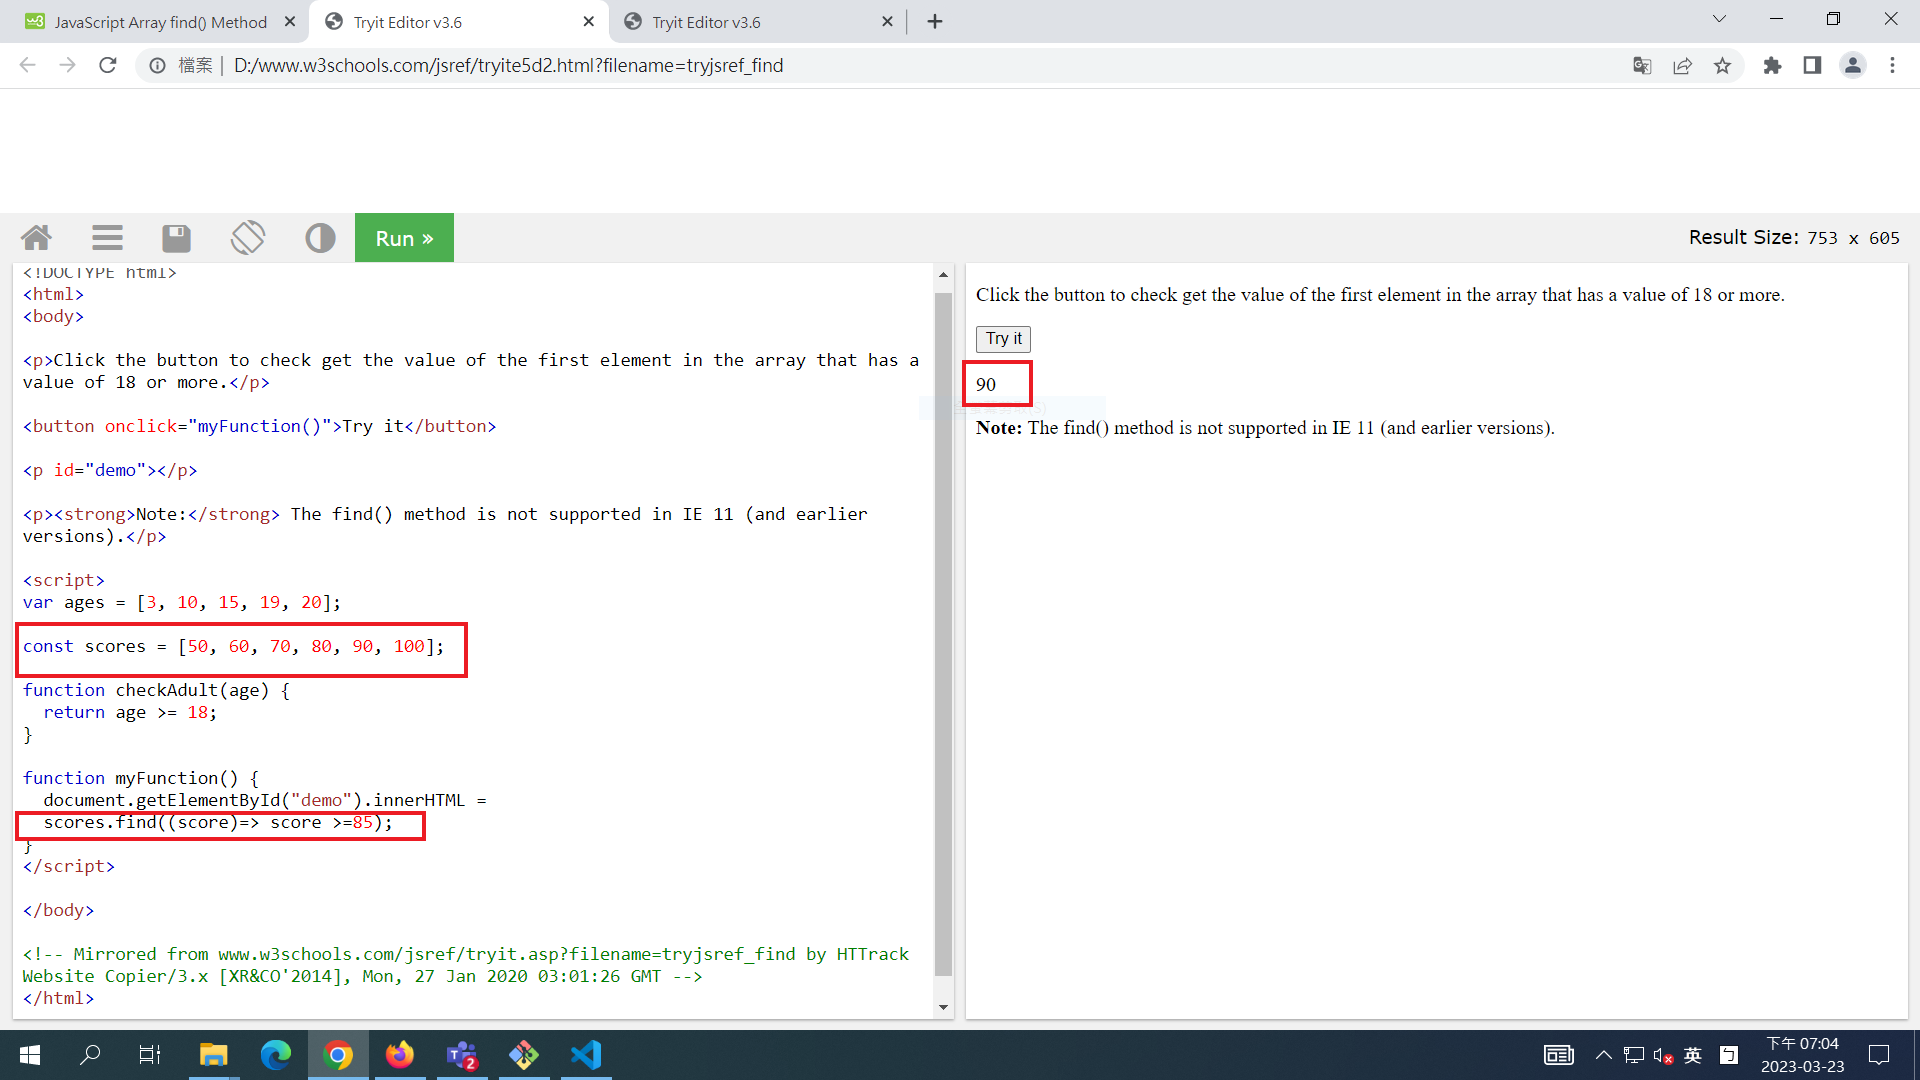 JavaScript Array find() Method
Tryit Editor v3.6
Tryit Editor v3.6
檔案 | D:/www.w3schools.com/jsref/tryite5d2.html?filename=tryjsref_find
Run »
Result Size: 753 x 605
<!DOCTYPE html>
<html>
<body>
<p>Click the button to check get the value of the first element in the array that has a
value of 18 or more.</p>
<button onclick="myFunction()">Try it</button>
<p id="demo"></p>
<p><strong>Note:</strong> The find() method is not supported in IE 11 (and earlier
versions).</p>
<script>
var ages = [3, 10, 15, 19, 20];
const scores = [50, 60, 70, 80, 90, 100];
function checkAdult(age) {
return age >= 18;
}
function myFunction() {
document.getElementById("demo").innerHTML =
scores.find((score)=> score >=85);
}
</script>
</body>
<!-- Mirrored from www.w3schools.com/jsref/tryit.asp?filename=tryjsref_find by HTTrack
Website Copier/3.x [XR&CO'2014], Mon, 27 Jan 2020 03:01:26 GMT -->
</html>
Click the button to check get the value of the first element in the array that has a value of 18 or more.
Try it
90
Note: The find() method is not supported in IE 11 (and earlier versions).
2
英
ㄅ
下午 07:04
2023-03-23